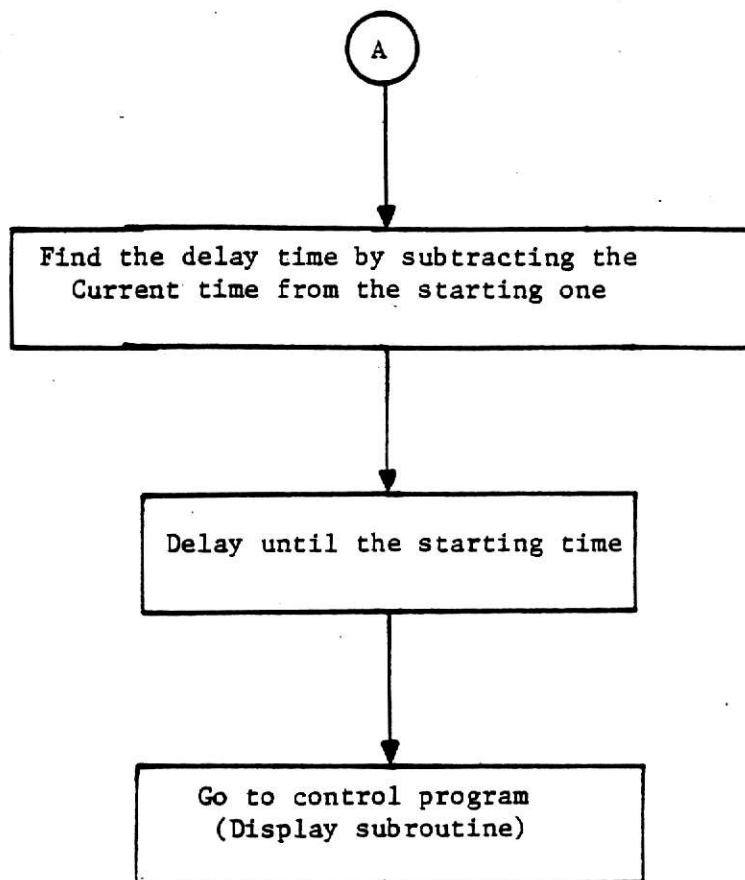 A
Find the delay time by subtracting the
Current time from the starting one
Delay until the starting time
Go to control program
(Display subroutine)